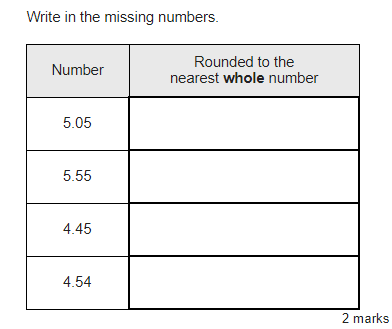 Write in the missing numbers.
Number
Rounded to the
nearest whole number
5.05
5.55
4.45
4.54
2 marks